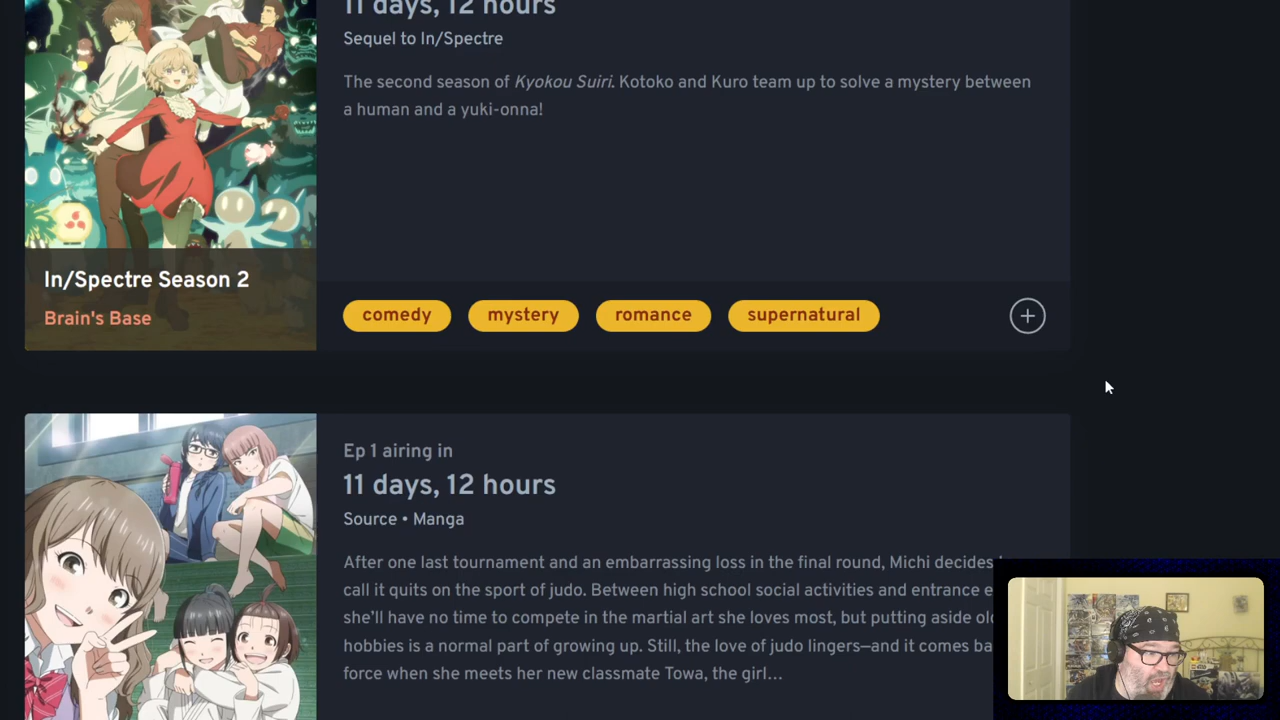 11 days, 12 hours
Sequel to In/Spectre
The second season of Kyokou Suiri. Kotoko and Kuro team up to solve a mystery between
a human and a yuki-onna!
In/Spectre Season 2
Brain's Base
comedy
mystery
romance
supernatural
Ep 1 airing in
11 days, 12 hours
Source • Manga
After one last tournament and an embarrassing loss in the final round, Michi decides
call it quits on the sport of judo. Between high school social activities and entrance
she’ll have no time to compete in the martial art she loves most, but putting aside
hobbies is a normal part of growing up. Still, the love of judo lingers—and it comes
force when she meets her new classmate Towa, the girl…